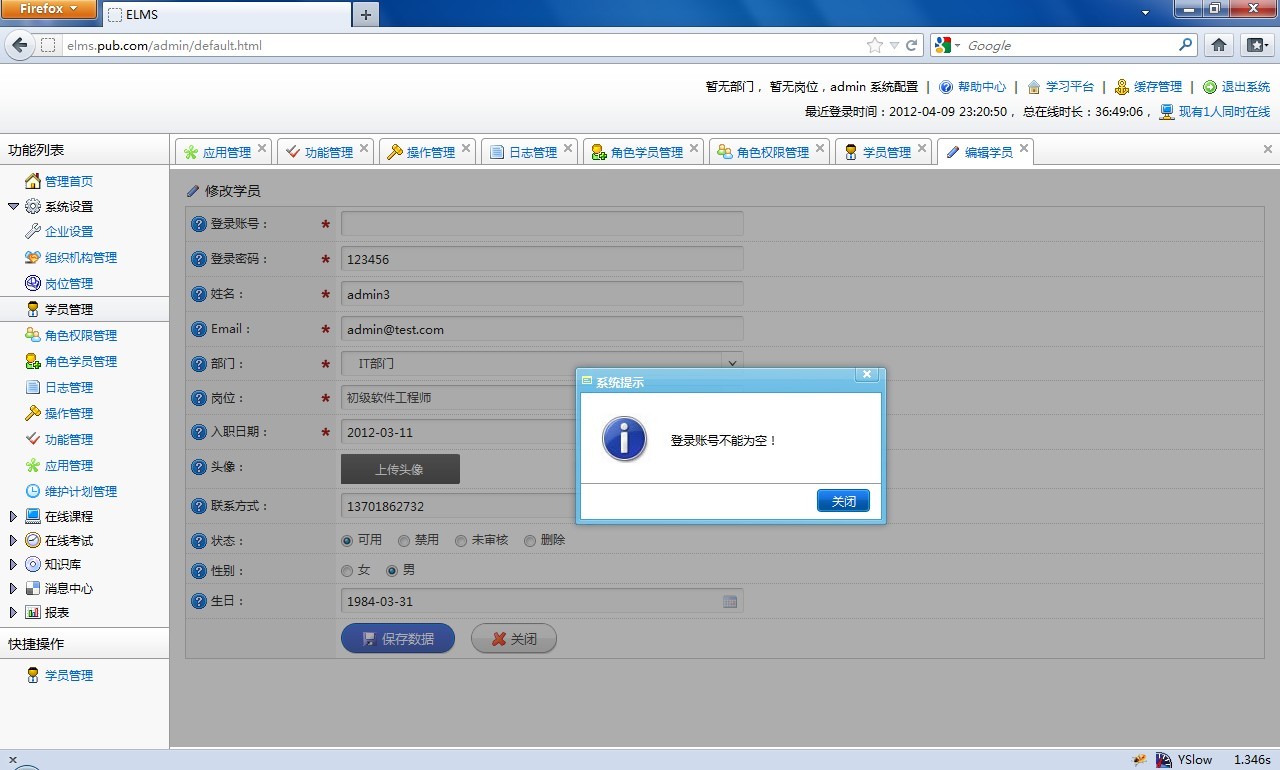 Firefox
ELMS
elms.pub.com/admin/default.html
Google
暂无部门， 暂无岗位，admin 系统配置 | 帮助中心 | 学习平台 | 缓存管理 | 退出系统
最近登录时间：2012-04-09 23:20:50， 总在线时长：36:49:06， 现有1人同时在线
功能列表
应用管理
功能管理
操作管理
日志管理
角色学员管理
角色权限管理
学员管理
编辑学员
管理首页
系统设置
企业设置
组织机构管理
岗位管理
学员管理
角色权限管理
角色学员管理
日志管理
操作管理
功能管理
应用管理
维护计划管理
在线课程
在线考试
知识库
消息中心
报表
快捷操作
学员管理
修改学员
登录账号： *
登录密码： * 123456
姓名： * admin3
Email： * admin@test.com
部门： * IT部门
岗位： * 初级软件工程师
入职日期： * 2012-03-11
头像： 上传头像
联系方式： 13701862732
状态： 可用 禁用 未审核 删除
性别： 女 男
生日： 1984-03-31
保存数据 关闭
系统提示
登录账号不能为空！
关闭
YSlow 1.346s